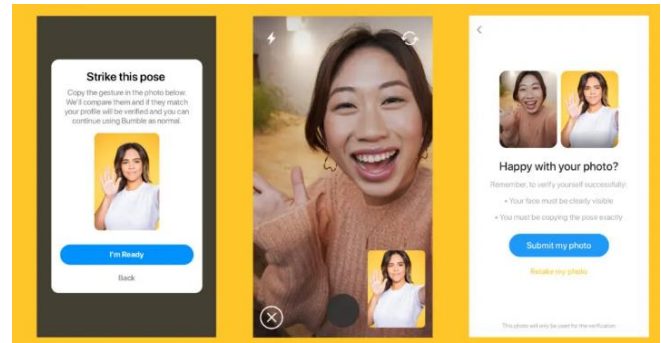 Strike this pose
Copy the gesture in the photo below.
We'll compare them and if they match
your profile will be verified and you can
continue using Bumble as normal.
I'm Ready
Back
Happy with your photo?
Remember, to verify yourself successfully:
• Your face must be clearly visible
• You must be copying the pose exactly
Submit my photo
Retake my photo
This photo will only be used for the verification